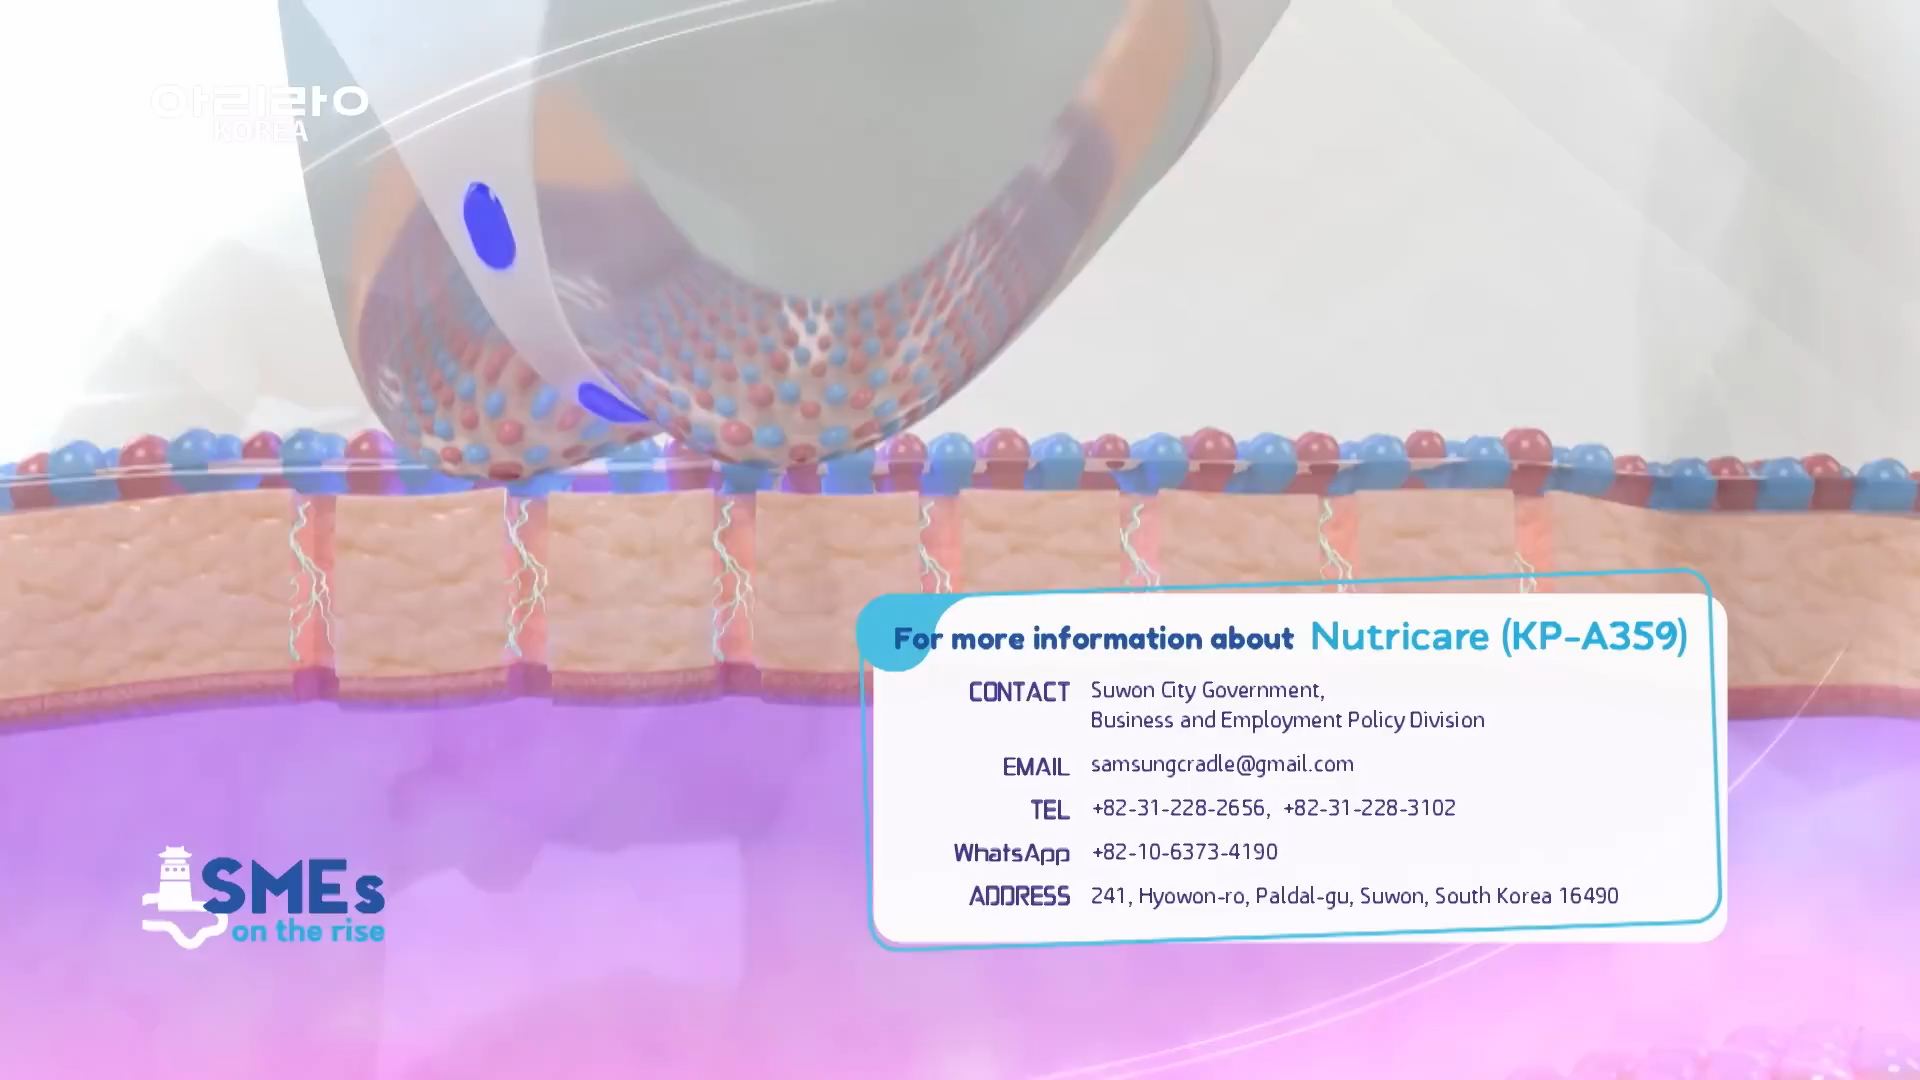 아리랑
KOREA
For more information about Nutricare (KP-A359)
CONTACT Suwon City Government,
Business and Employment Policy Division
EMAIL samsungcradle@gmail.com
TEL +82-31-228-2656, +82-31-228-3102
WhatsApp +82-10-6373-4190
ADDRESS 241, Hyowon-ro, Paldal-gu, Suwon, South Korea 16490
SMEs
on the rise